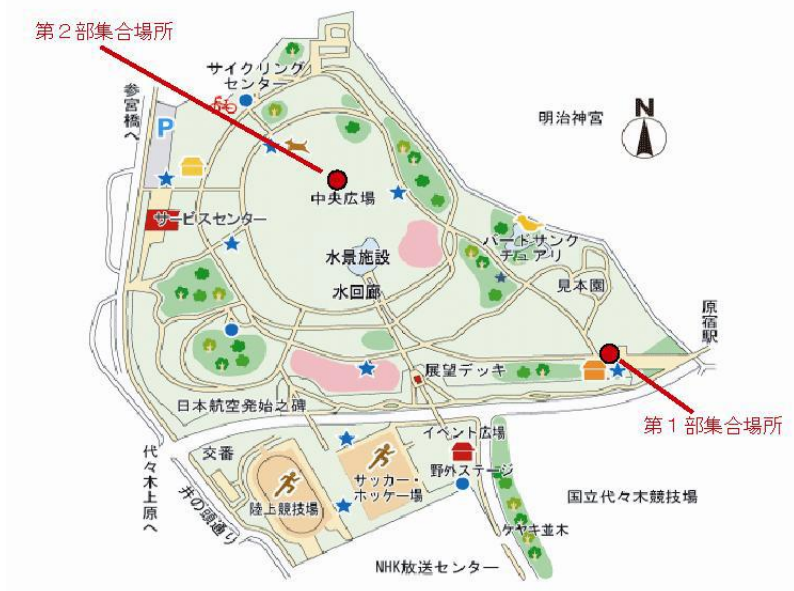 第２部集合場所
サイクリング
センター
参宮橋へ
P
明治神宮
N
中央広場
サービスセンター
バードサンク
チュアリ
水景施設
水回廊
見本園
原宿駅
展望デッキ
日本航空発始之碑
第１部集合場所
イベント広場
代々木上原へ
交番
サッカー・
ホッケー場
野外ステージ
井の頭通り
陸上競技場
国立代々木競技場
ケヤキ並木
NHK放送センター